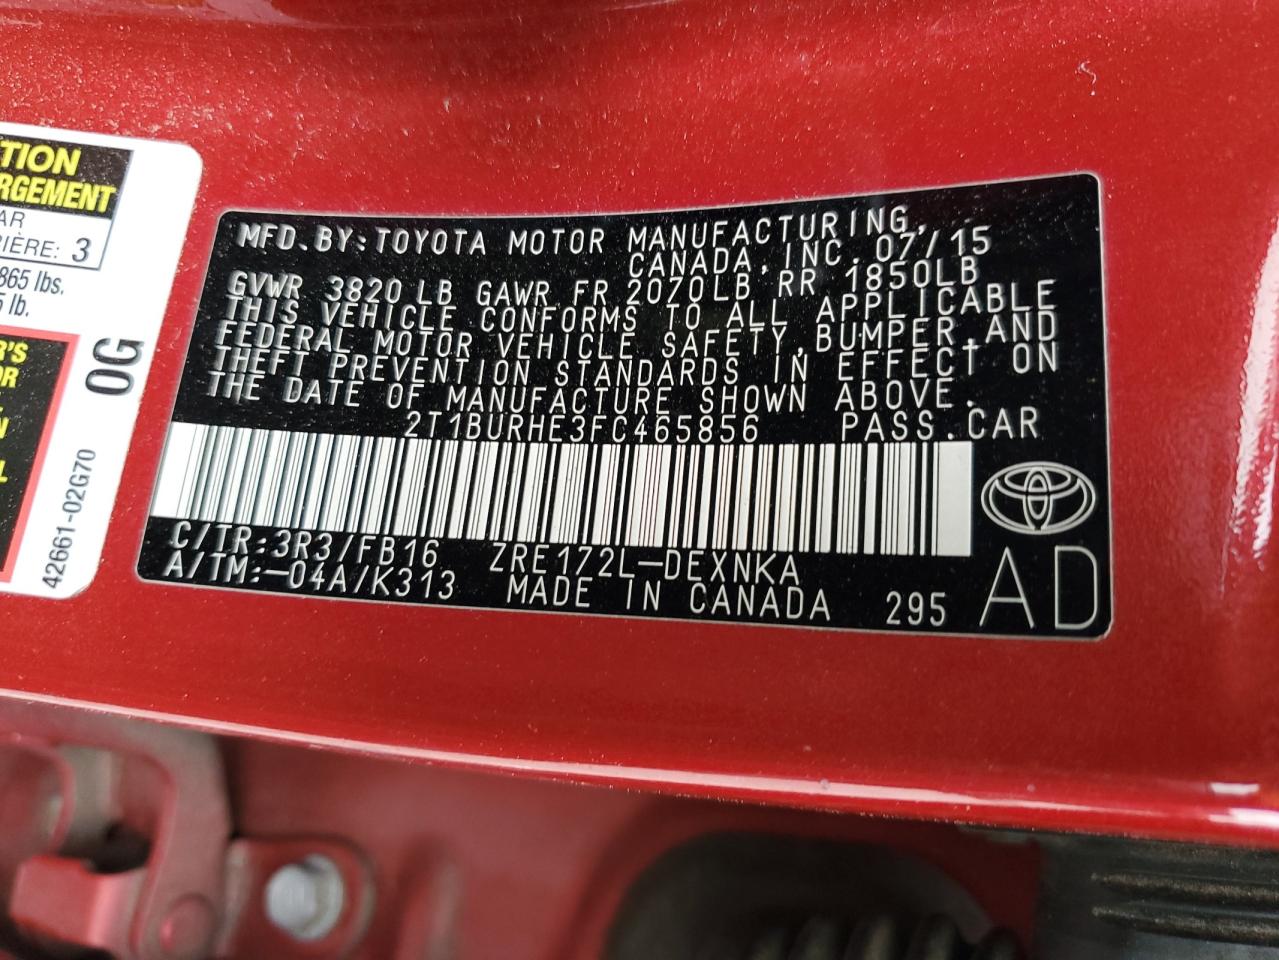 TION
RGEMENT
AR
IÈRE: 3
865 lbs.
5 lb.
R'S
OR
N
L
0G
42661-02G70
MFD. BY: TOYOTA MOTOR MANUFACTURING,
CANADA, INC. 07/15
GVWR 3820 LB GAWR FR 2070LB RR 1850LB
THIS VEHICLE CONFORMS TO ALL APPLICABLE
FEDERAL MOTOR VEHICLE SAFETY, BUMPER, AND
THEFT PREVENTION STANDARDS IN EFFECT ON
THE DATE OF MANUFACTURE SHOWN ABOVE.
2T1BURHE3FC465856 PASS. CAR
C/TR: 3R3/FB16 ZRE172L-DEXNKA
A/TM: -04A/K313 MADE IN CANADA 295 AD